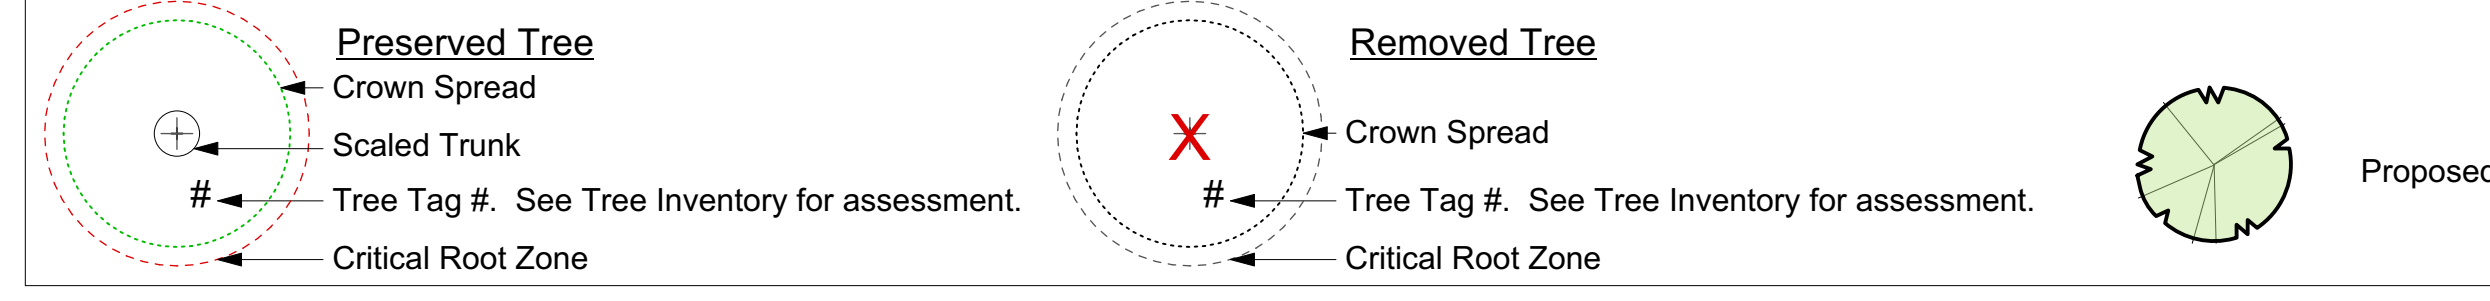 Preserved Tree
Crown Spread
Scaled Trunk
# Tree Tag #.  See Tree Inventory for assessment.
Critical Root Zone
Removed Tree
X
Crown Spread
# Tree Tag #.  See Tree Inventory for assessment.
Critical Root Zone